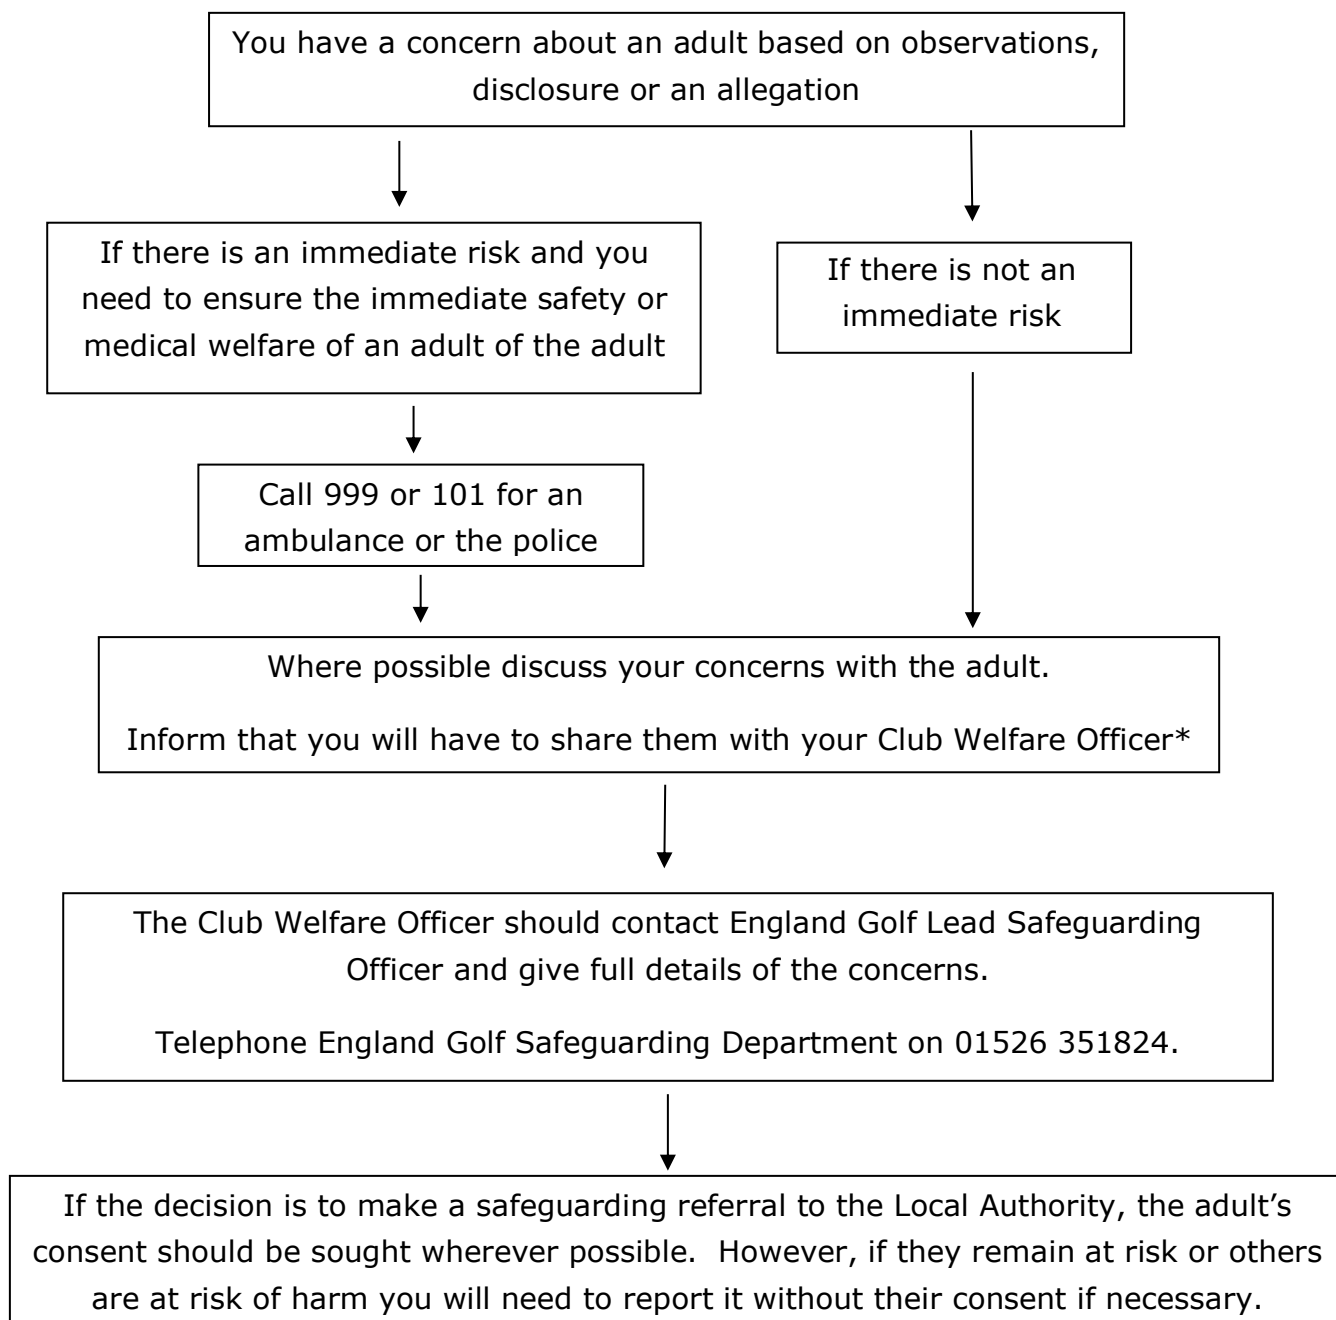 You have a concern about an adult based on observations,
disclosure or an allegation
If there is an immediate risk and you
need to ensure the immediate safety or
medical welfare of an adult of the adult
If there is not an
immediate risk
Call 999 or 101 for an
ambulance or the police
Where possible discuss your concerns with the adult.
Inform that you will have to share them with your Club Welfare Officer*
The Club Welfare Officer should contact England Golf Lead Safeguarding
Officer and give full details of the concerns.
Telephone England Golf Safeguarding Department on 01526 351824.
If the decision is to make a safeguarding referral to the Local Authority, the adult’s
consent should be sought wherever possible.  However, if they remain at risk or others
are at risk of harm you will need to report it without their consent if necessary.